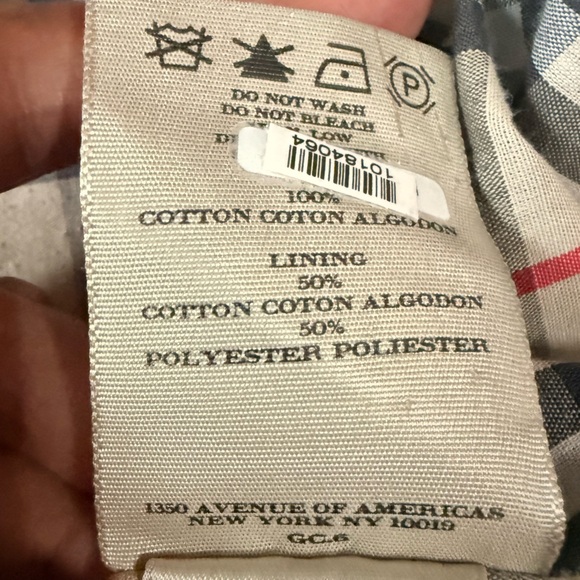 P
DO NOT WASH
DO NOT BLEACH
LOW
10184064
100%
COTTON COTON ALGODON
LINING
50%
COTTON COTON ALGODON
50%
POLYESTER POLIESTER
1350 AVENUE OF AMERICAS
NEW YORK NY 10019
GC.6